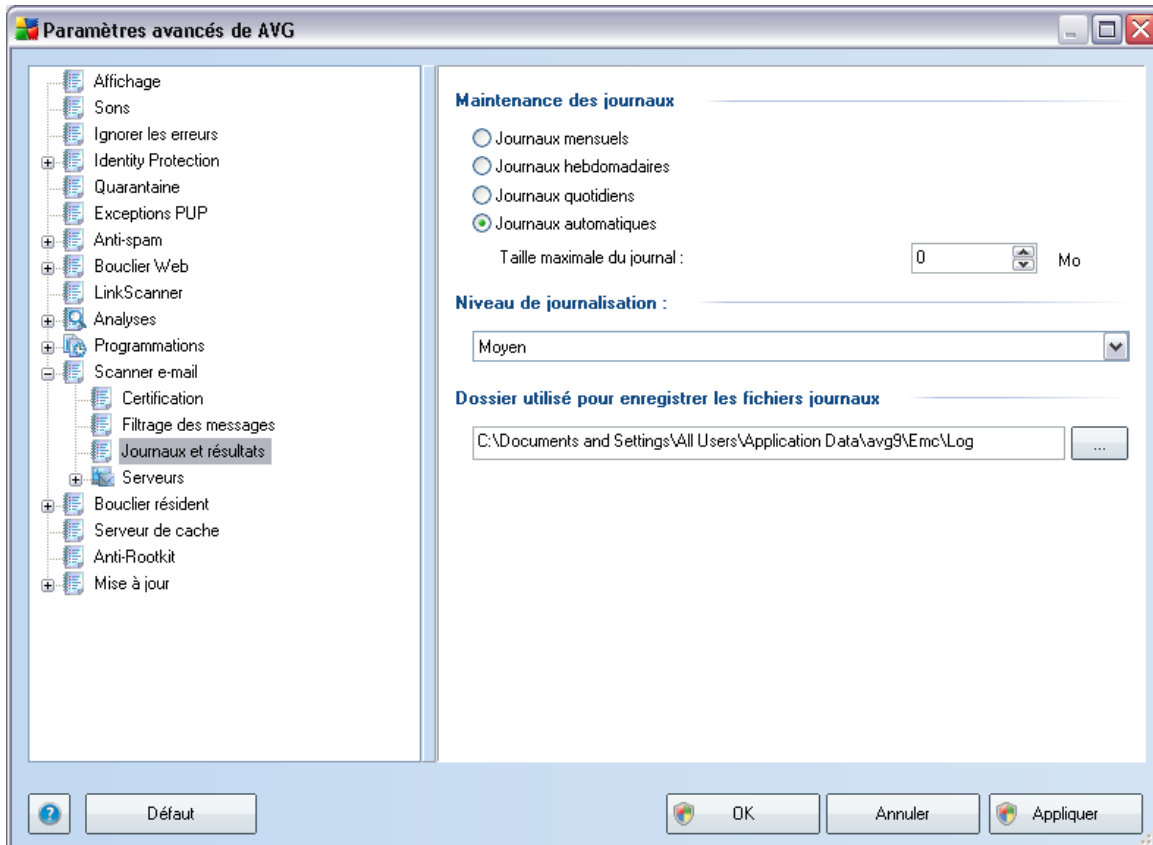 Paramètres avancés de AVG
Affichage
Sons
Ignorer les erreurs
Identity Protection
Quarantaine
Exceptions PUP
Anti-spam
Bouclier Web
LinkScanner
Analyses
Programmations
Scanner e-mail
Certification
Filtrage des messages
Journaux et résultats
Serveurs
Bouclier résident
Serveur de cache
Anti-Rootkit
Mise à jour
Maintenance des journaux
Journaux mensuels
Journaux hebdomadaires
Journaux quotidiens
Journaux automatiques
Taille maximale du journal : 0 Mo
Niveau de journalisation :
Moyen
Dossier utilisé pour enregistrer les fichiers journaux
C:\Documents and Settings\All Users\Application Data\avg9\Emc\Log ...
? Défaut OK Annuler Appliquer